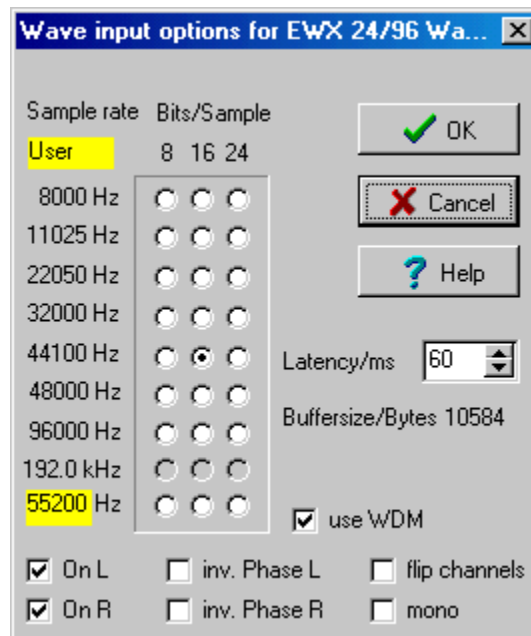 Wave input options for EWX 24/96 Wa...
Sample rate Bits/Sample
User 8 16 24
OK
8000 Hz
Cancel
11025 Hz
22050 Hz
Help
32000 Hz
44100 Hz
Latency/ms 60
48000 Hz
Buffersize/Bytes 10584
96000 Hz
192.0 kHz
55200 Hz
use WDM
On L inv. Phase L flip channels
On R inv. Phase R mono